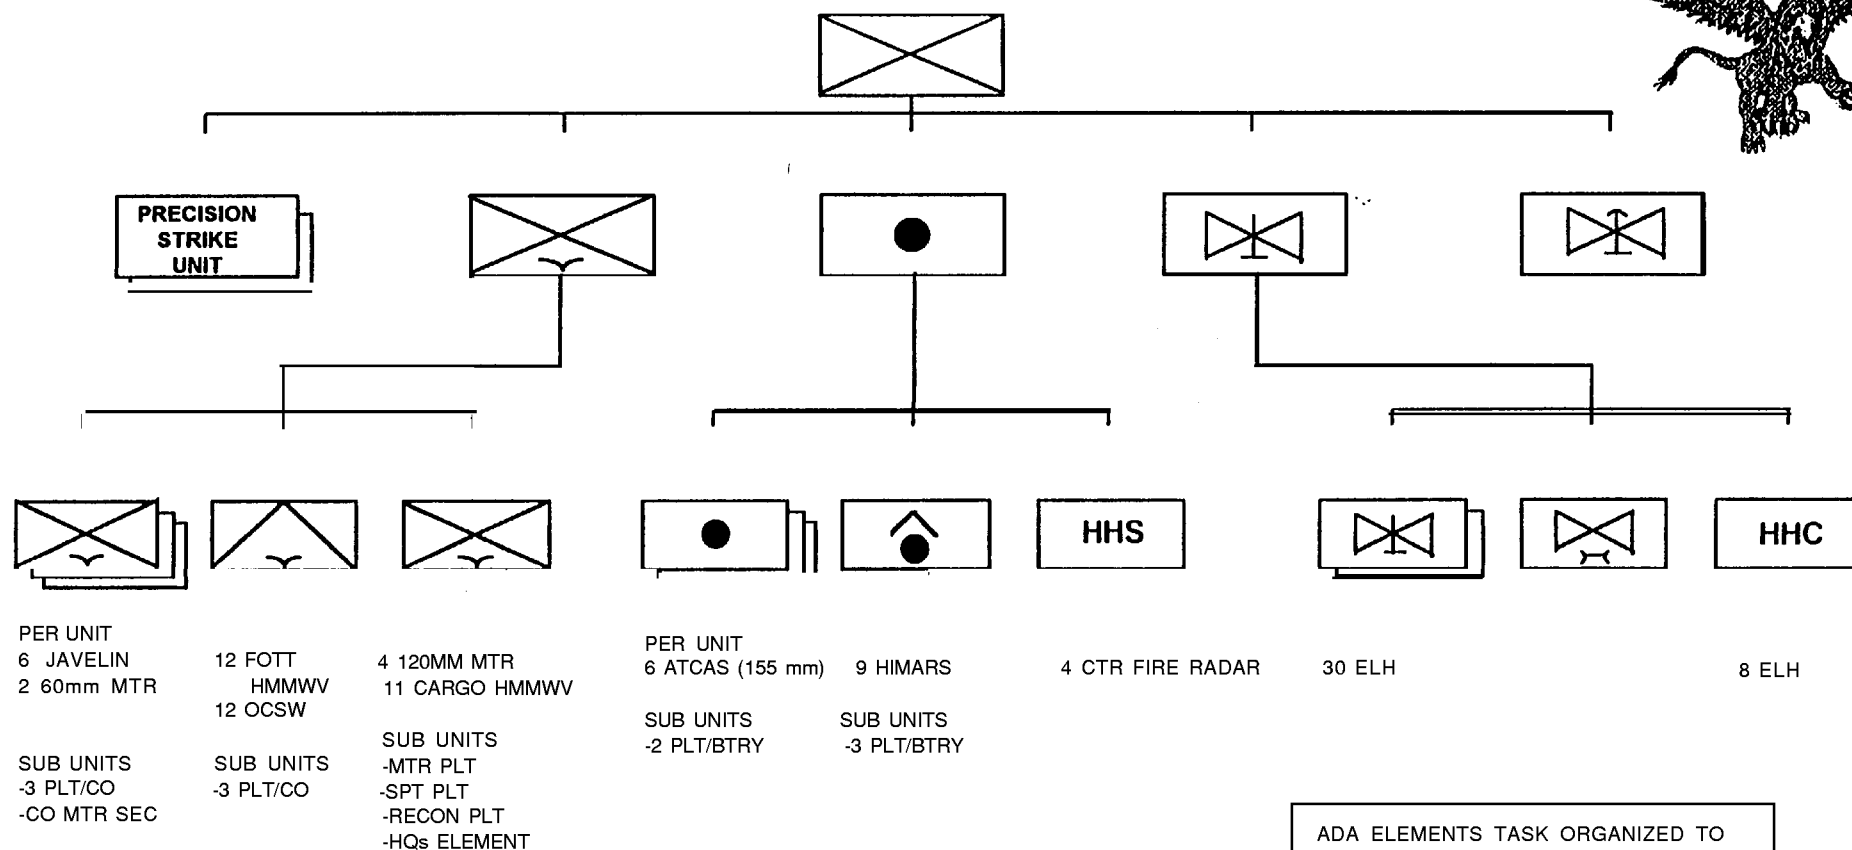 PRECISION
STRIKE
UNIT
HHS
HHC
PER UNIT
6 JAVELIN
2 60mm MTR
SUB UNITS
-3 PLT/CO
-CO MTR SEC
12 FOTT
HMMWV
12 OCSW
SUB UNITS
-3 PLT/CO
4 120MM MTR
11 CARGO HMMWV
SUB UNITS
-MTR PLT
-SPT PLT
-RECON PLT
-HQs ELEMENT
PER UNIT
6 ATCAS (155 mm)
SUB UNITS
-2 PLT/BTRY
9 HIMARS
SUB UNITS
-3 PLT/BTRY
4 CTR FIRE RADAR
30 ELH
8 ELH
ADA ELEMENTS TASK ORGANIZED TO